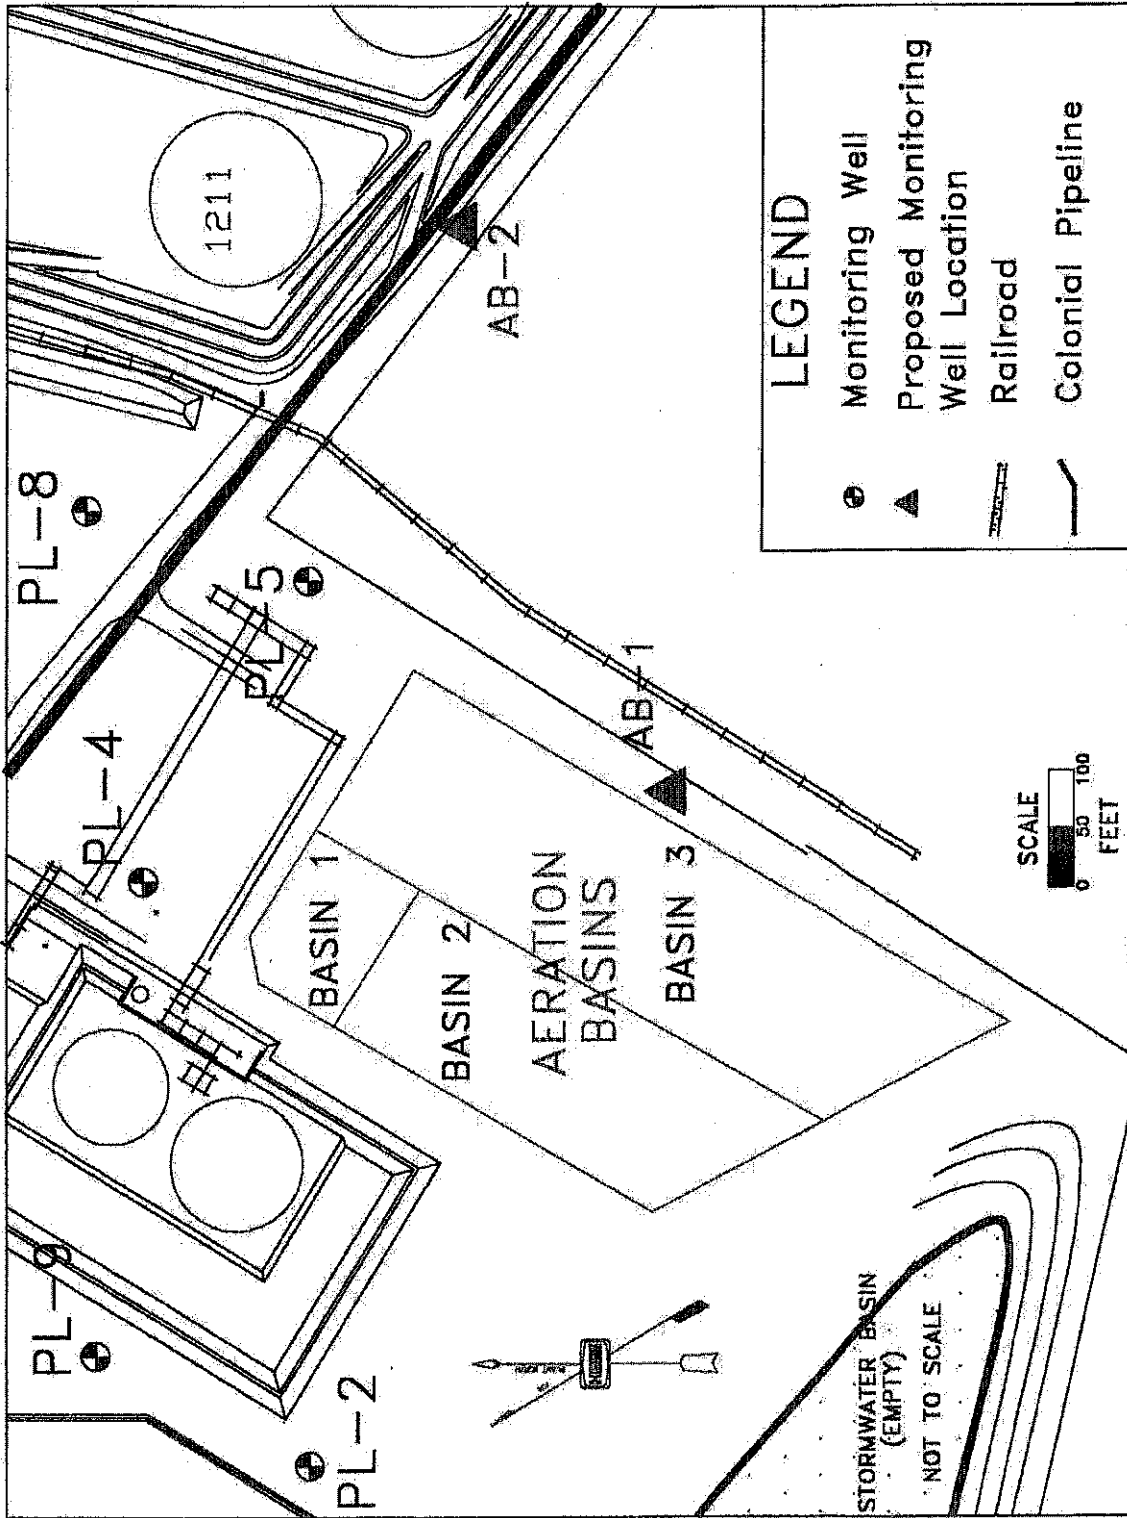 PL-9
PL-2
PL-4
PL-5
PL-8
1211
AB-2
BASIN 1
BASIN 2
AERATION
BASINS
BASIN 3
AB-1
STORMWATER BASIN
(EMPTY)
NOT TO SCALE
SCALE
0 50 100
FEET
LEGEND
Monitoring Well
Proposed Monitoring
Well Location
Railroad
Colonial Pipeline